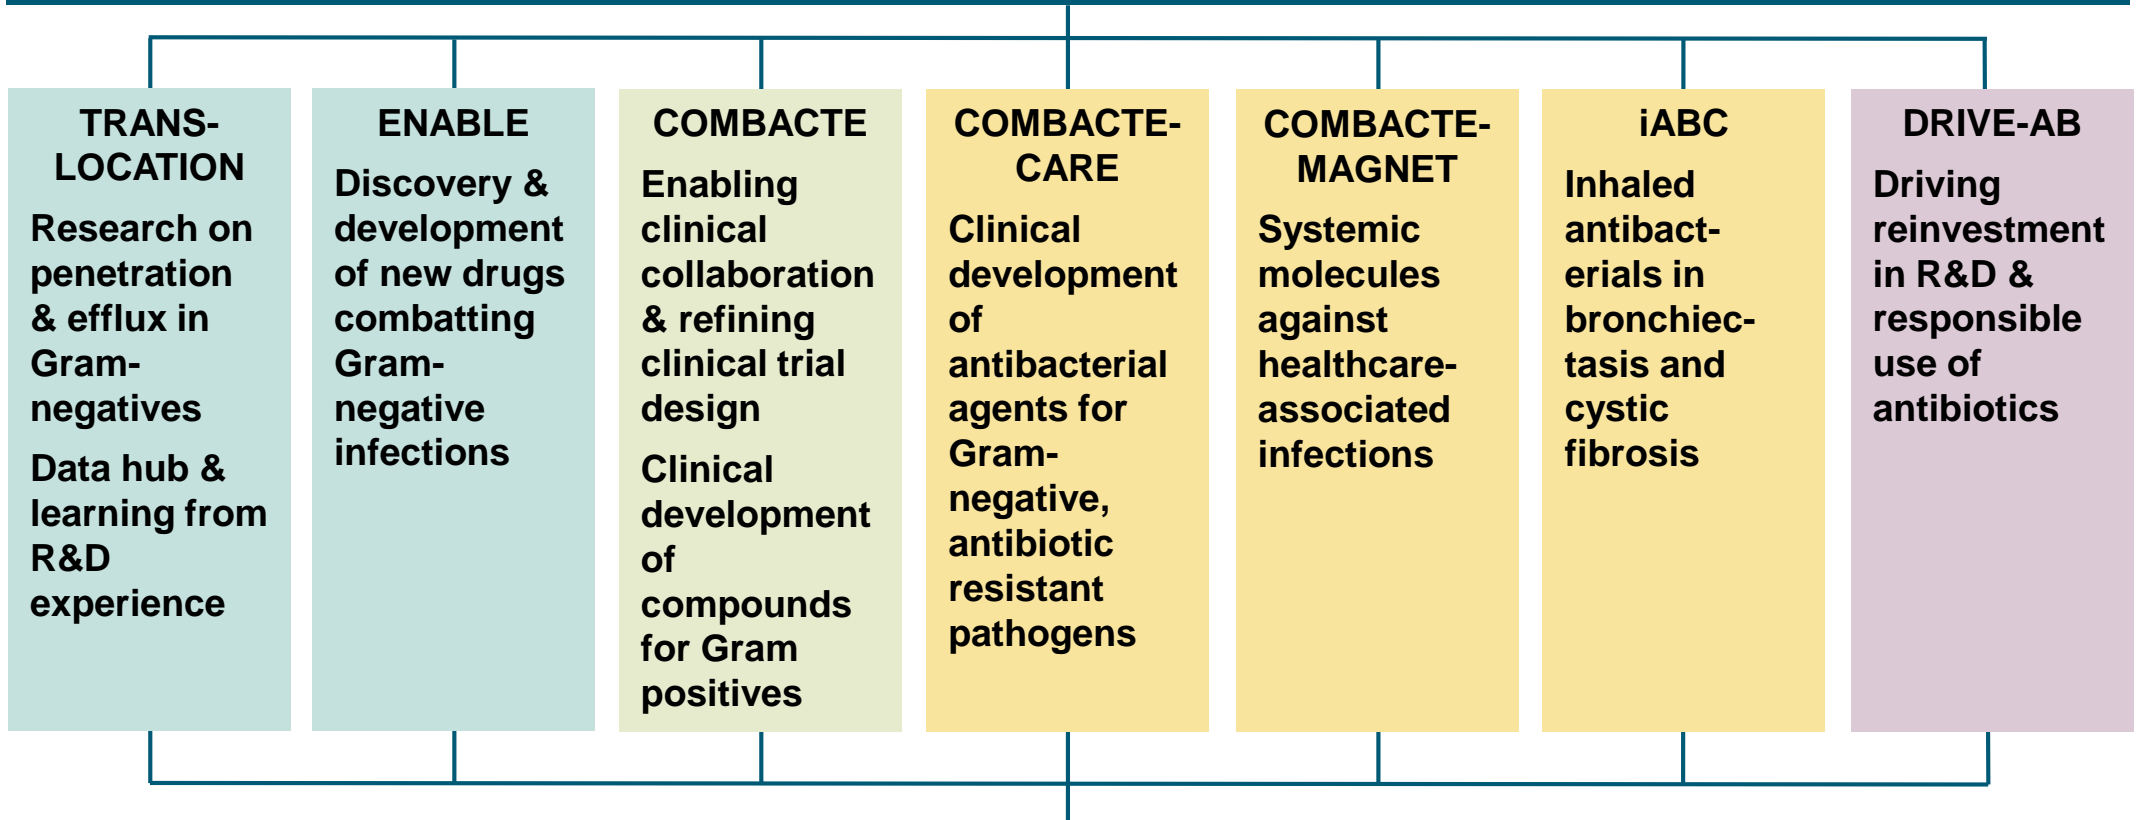 TRANS-
LOCATION
Research on
penetration
& efflux in
Gram-
negatives
Data hub &
learning from
R&D
experience
ENABLE
Discovery &
development
of new drugs
combatting
Gram-
negative
infections
COMBACTE
Enabling
clinical
collaboration
& refining
clinical trial
design
Clinical
development
of
compounds
for Gram
positives
COMBACTE-
CARE
Clinical
development
of
antibacterial
agents for
Gram-
negative,
antibiotic
resistant
pathogens
COMBACTE-
MAGNET
Systemic
molecules
against
healthcare-
associated
infections
iABC
Inhaled
antibact-
erials in
bronchiec-
tasis and
cystic
fibrosis
DRIVE-AB
Driving
reinvestment
in R&D &
responsible
use of
antibiotics